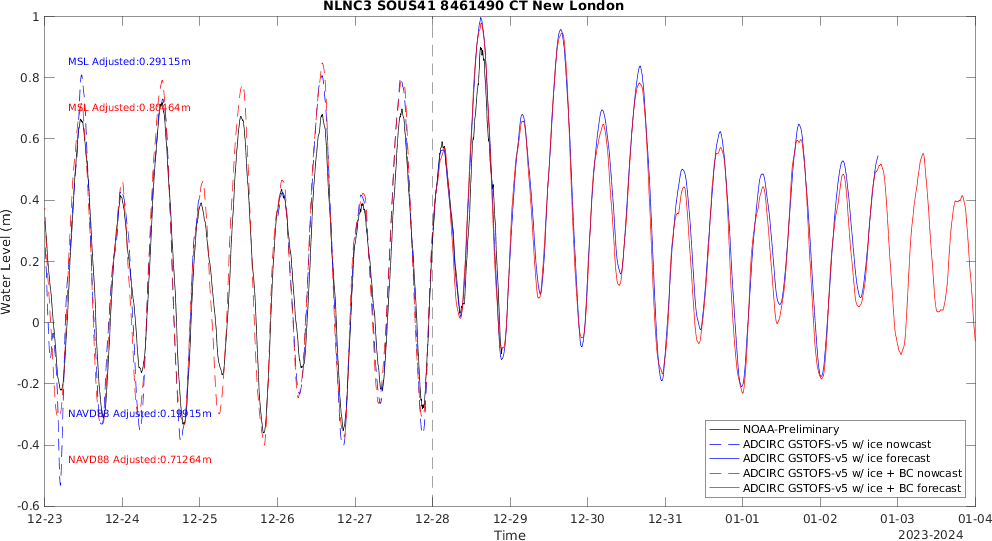 NLNC3 SOUS41 8461490 CT New London
1
0.8
0.6
0.4
0.2
0
-0.2
-0.4
-0.6
Water Level (m)
MSL Adjusted:0.29115m
MSL Adjusted:0.80464m
NAVD88 Adjusted:0.19915m
NAVD88 Adjusted:0.71264m
NOAA-Preliminary
ADCIRC GSTOFS-v5 w/ ice nowcast
ADCIRC GSTOFS-v5 w/ ice forecast
ADCIRC GSTOFS-v5 w/ ice + BC nowcast
ADCIRC GSTOFS-v5 w/ ice + BC forecast
12-23 12-24 12-25 12-26 12-27 12-28 12-29 12-30 12-31 01-01 01-02 01-03 01-04
Time
2023-2024